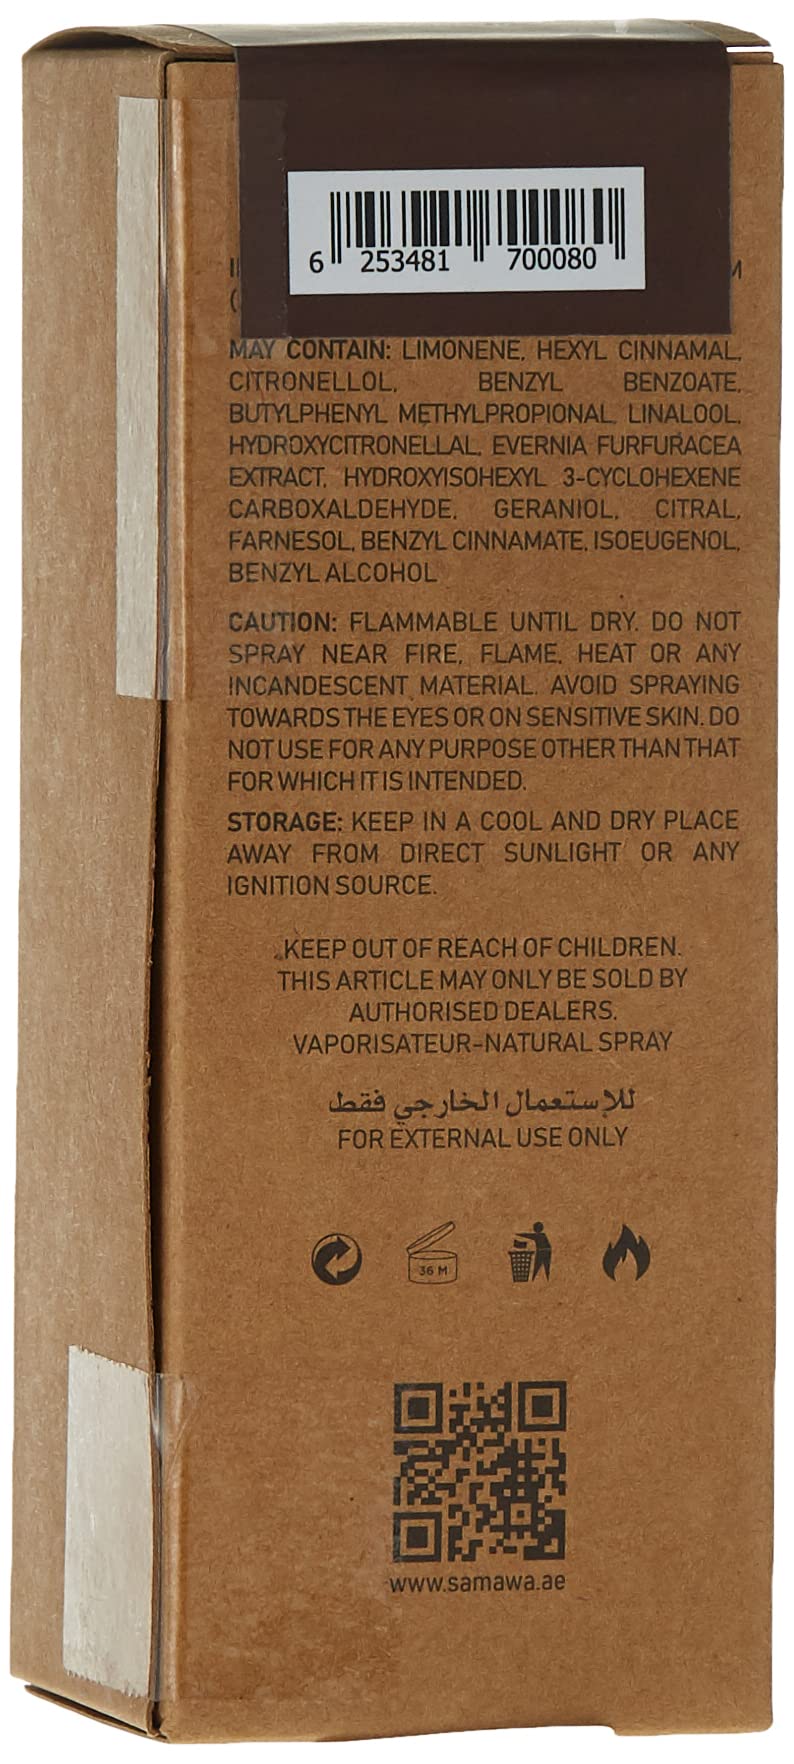 6 253481 700080
M
MAY CONTAIN: LIMONENE, HEXYL CINNAMAL,
CITRONELLOL, BENZYL BENZOATE,
BUTYLPHENYL METHYLPROPIONAL, LINALOOL,
HYDROXYCITRONELLAL, EVERNIA FURFURACEA
EXTRACT, HYDROXYISOHEXYL 3-CYCLOHEXENE
CARBOXALDEHYDE, GERANIOL, CITRAL,
FARNESOL, BENZYL CINNAMATE, ISOEUGENOL,
BENZYL ALCOHOL
CAUTION: FLAMMABLE UNTIL DRY. DO NOT
SPRAY NEAR FIRE, FLAME, HEAT OR ANY
INCANDESCENT MATERIAL. AVOID SPRAYING
TOWARDS THE EYES OR ON SENSITIVE SKIN. DO
NOT USE FOR ANY PURPOSE OTHER THAN THAT
FOR WHICH IT IS INTENDED.
STORAGE: KEEP IN A COOL AND DRY PLACE
AWAY FROM DIRECT SUNLIGHT OR ANY
IGNITION SOURCE.
KEEP OUT OF REACH OF CHILDREN.
THIS ARTICLE MAY ONLY BE SOLD BY
AUTHORISED DEALERS.
VAPORISATEUR-NATURAL SPRAY
للإستعمال الخارجي فقط
FOR EXTERNAL USE ONLY
36 M
www.samawa.ae